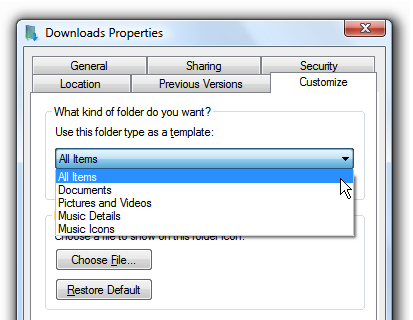 Downloads Properties
General Sharing Security
Location Previous Versions Customize
What kind of folder do you want?
Use this folder type as a template:
All Items
All Items
Documents
Pictures and Videos
Music Details
Music Icons
Choose a file to show on this folder icon.
Choose File...
Restore Default